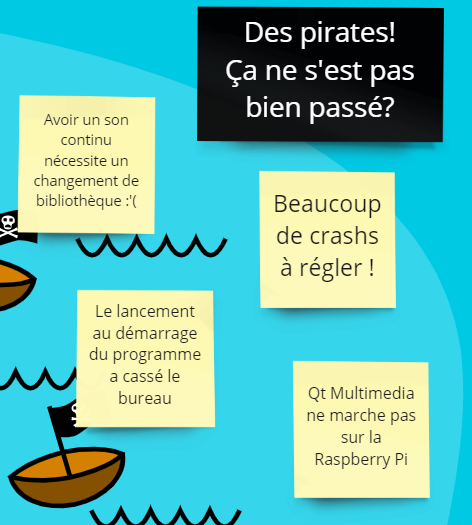 Des pirates!
Ça ne s'est pas
bien passé?
Avoir un son
continu
nécessite un
changement de
bibliothèque :'(
Beaucoup
de crashs
à régler !
Le lancement
au démarrage
du programme
a cassé le
bureau
Qt Multimedia
ne marche pas
sur la
Raspberry Pi